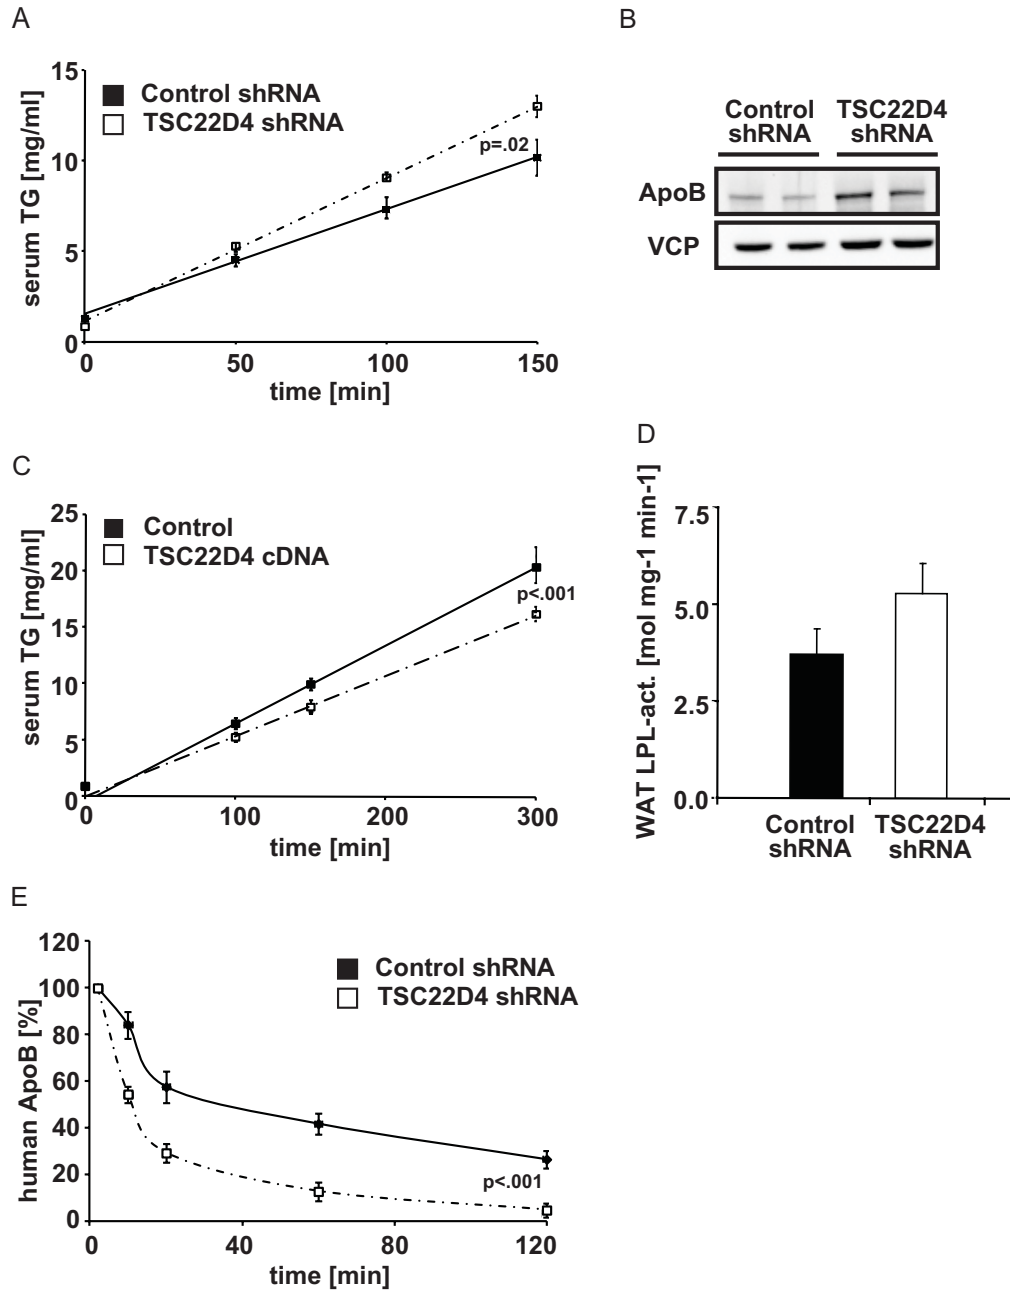 A
15
10
5
0
serum TG [mg/ml]
Control shRNA
TSC22D4 shRNA
p=.02
0 50 100 150
time [min]
B
Control shRNA
TSC22D4 shRNA
ApoB
VCP
C
25
20
15
10
5
0
serum TG [mg/ml]
Control
TSC22D4 cDNA
p<.001
0 100 200 300
time [min]
D
WAT LPL-act. [mol mg-1 min-1]
7.5
5.0
2.5
0.0
Control shRNA
TSC22D4 shRNA
E
120
100
80
60
40
20
0
human ApoB [%]
Control shRNA
TSC22D4 shRNA
p<.001
0 40 80 120
time [min]